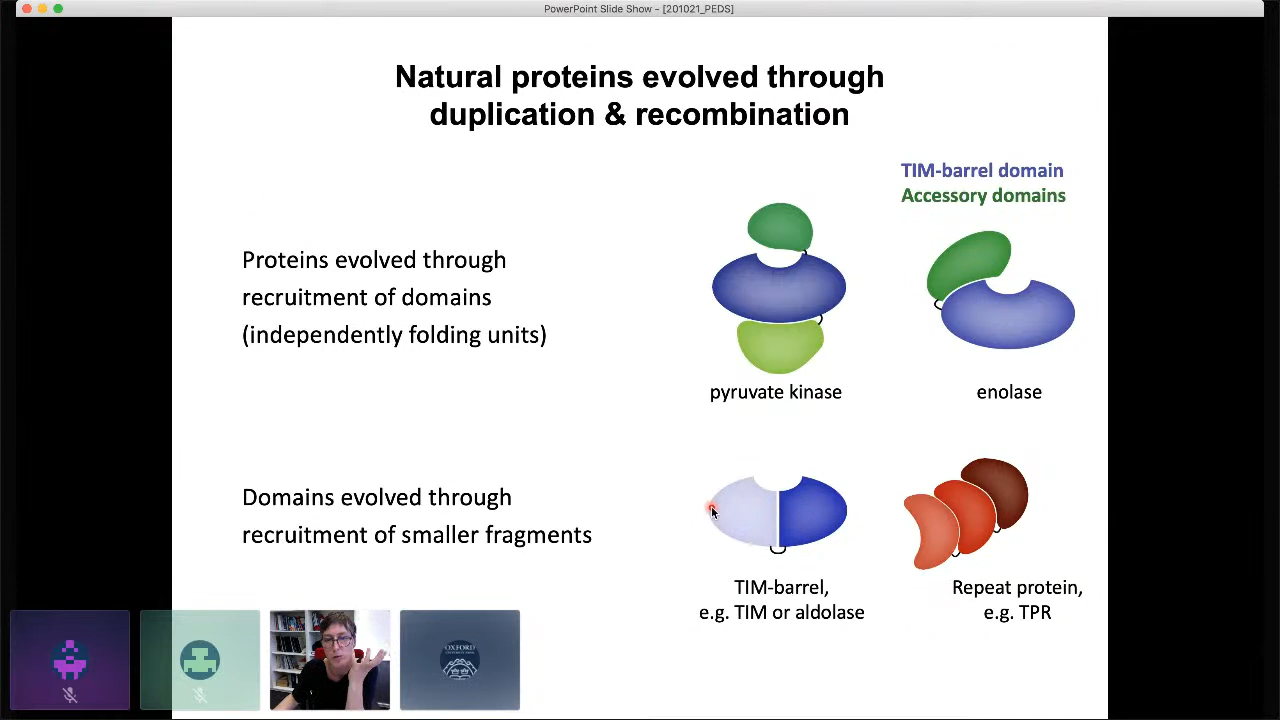 PowerPoint Slide Show - [201021_PEDS]
Natural proteins evolved through
duplication & recombination
TIM-barrel domain
Accessory domains
Proteins evolved through
recruitment of domains
(independently folding units)
pyruvate kinase
enolase
Domains evolved through
recruitment of smaller fragments
TIM-barrel,
e.g. TIM or aldolase
Repeat protein,
e.g. TPR
OXFORD